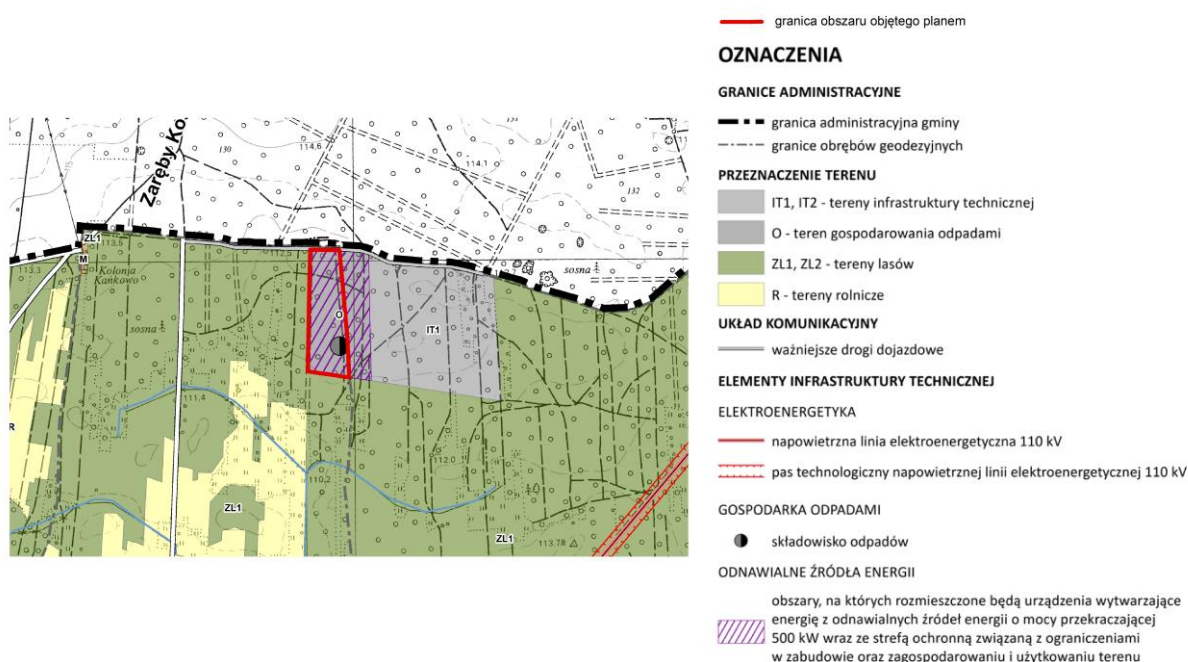 granica obszaru objętego planem
OZNACZENIA
GRANICE ADMINISTRACYJNE
granica administracyjna gminy
granice obrębów geodezyjnych
PRZEZNACZENIE TERENU
IT1, IT2 - tereny infrastruktury technicznej
O - teren gospodarowania odpadami
ZL1, ZL2 - tereny lasów
R - tereny rolnicze
UKŁAD KOMUNIKACYJNY
ważniejsze drogi dojazdowe
ELEMENTY INFRASTRUKTURY TECHNICZNEJ
ELEKTROENERGETYKA
napowietrzna linia elektroenergetyczna 110 kV
pas technologiczny napowietrznej linii elektroenergetycznej 110 kV
GOSPODARKA ODPADAMI
składowisko odpadów
ODNAWIALNE ŹRÓDŁA ENERGII
obszary, na których rozmieszczone będą urządzenia wytwarzające
energię z odnawialnych źródeł energii o mocy przekraczającej
500 kW wraz ze strefą ochronną związaną z ograniczeniami
w zabudowie oraz zagospodarowaniu i użytkowaniu terenu
Zaręby Ko
130
114,6
114,1
132
ZL1
113,5
M
113,3
Kolonia
Kańkowo
112,5
sosna
O
IT1
sosna
111,4
R
112,0
110,2
ZL1
ZL1
113,78